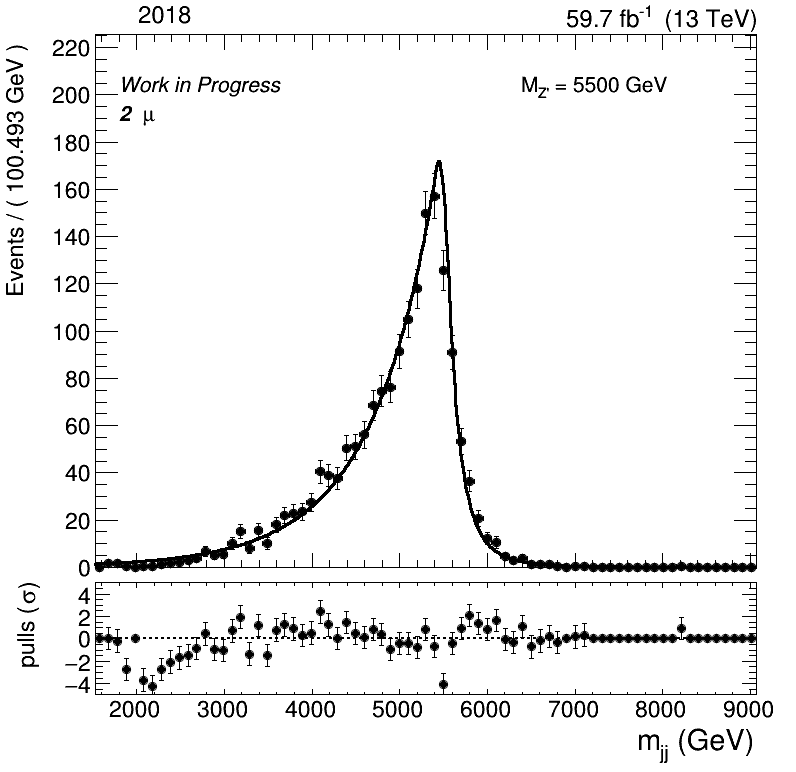 2018 59.7 fb-1 (13 TeV)
Events / ( 100.493 GeV )
220
200
180
160
140
120
100
80
60
40
20
0
Work in Progress
2 μ
MZ' = 5500 GeV
pulls (σ)
4
2
0
−2
−4
2000 3000 4000 5000 6000 7000 8000 9000
mjj (GeV)